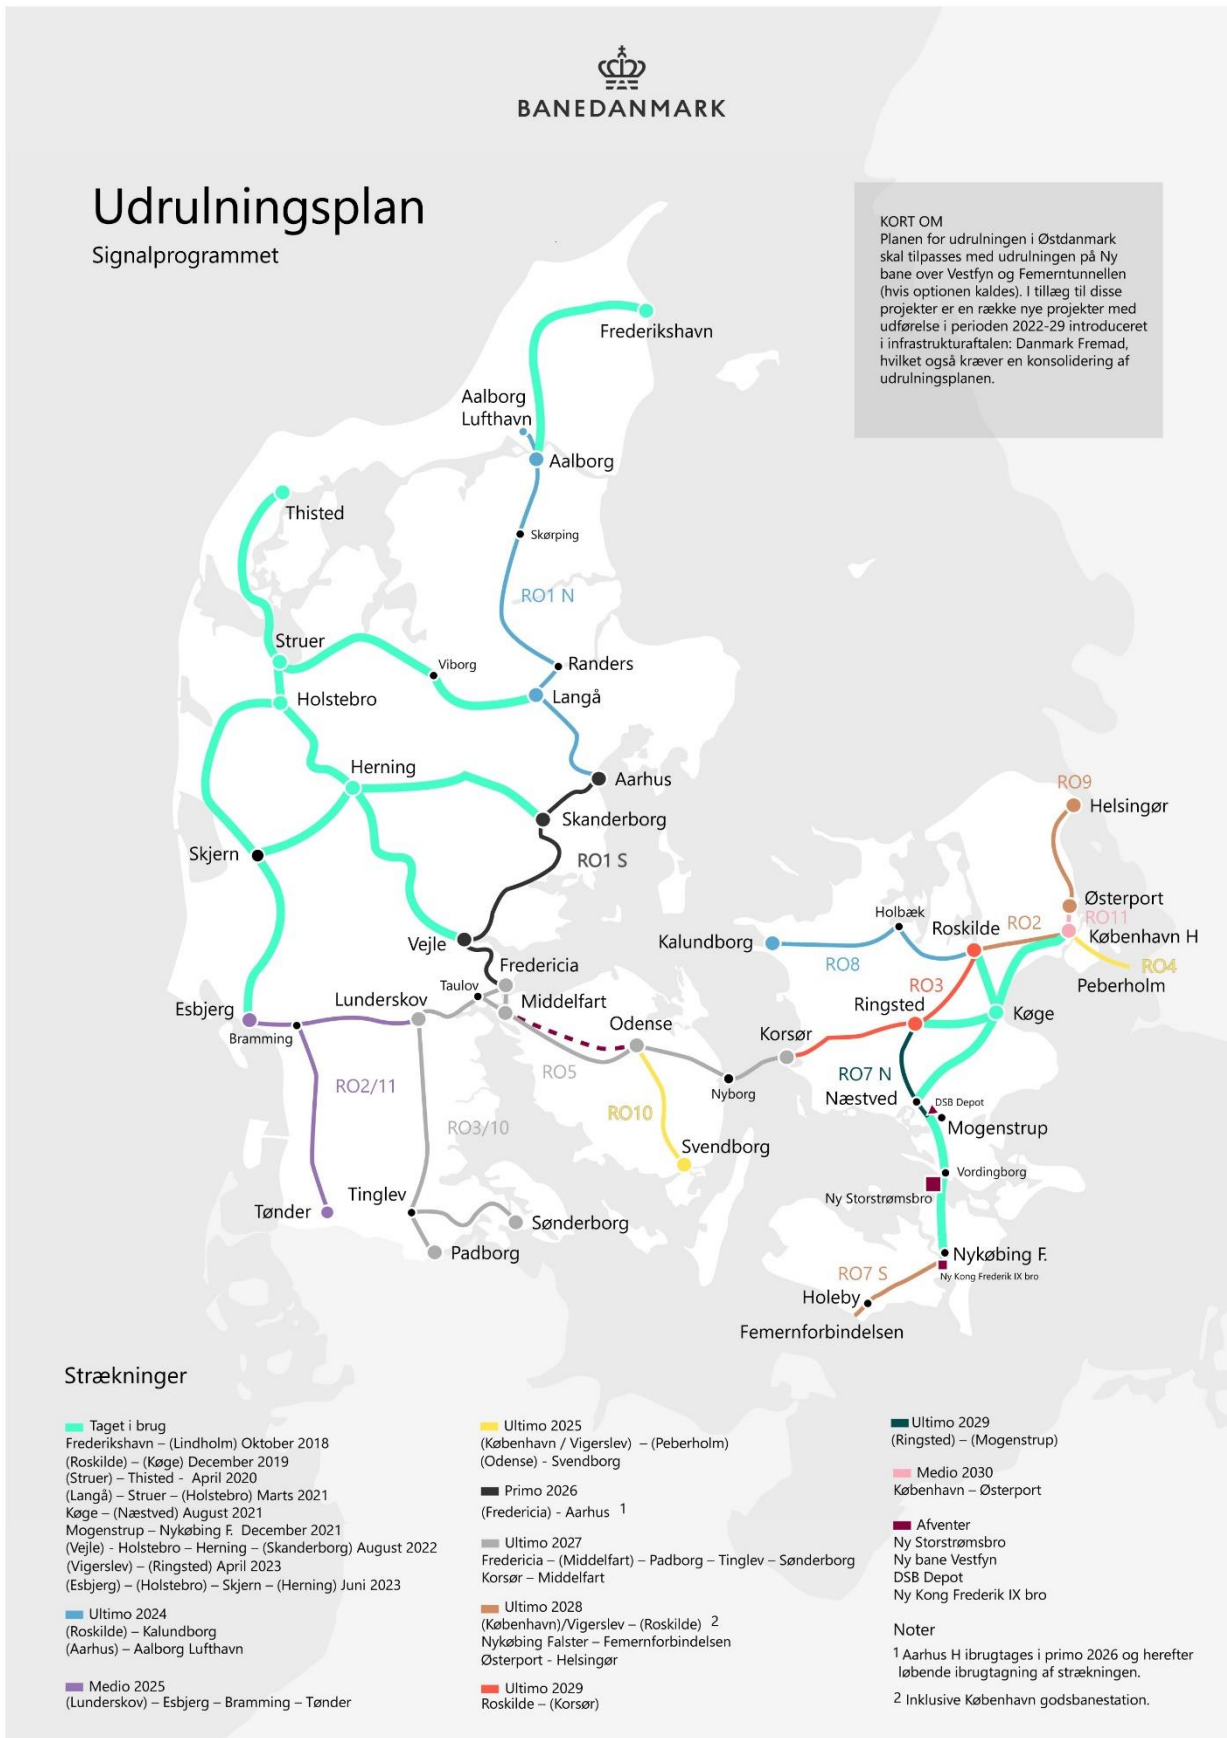 BANEDANMARK
Udrulningsplan
Signalprogrammet
KORT OM
Planen for udrulningen i Østdanmark
skal tilpasses med udrulningen på Ny
bane over Vestfyn og Femerntunnellen
(hvis optionen kaldes). I tillæg til disse
projekter er en række nye projekter med
udførelse i perioden 2022-29 introduceret
i infrastrukturaftalen: Danmark Fremad,
hvilket også kræver en konsolidering af
udrulningsplanen.
Frederikshavn
Aalborg
Lufthavn
Aalborg
Thisted
Skørping
RO1 N
Struer
Viborg
Randers
Holstebro
Langå
Herning
Aarhus
RO9
Helsingør
Skanderborg
Skjern
RO1 S
Østerport
Holbæk
RO11
Roskilde
RO2
København H
Vejle
Kalundborg
RO8
RO4
Fredericia
Peberholm
Taulov
RO3
Lunderskov
Middelfart
Ringsted
Esbjerg
Køge
Odense
Korsør
Bramming
RO5
RO7 N
RO2/11
Nyborg
Næstved
DSB Depot
RO10
RO3/10
Mogenstrup
Svendborg
Vordingborg
Tinglev
Ny Storstrømsbro
Tønder
Sønderborg
Padborg
Nykøbing F.
RO7 S
Ny Kong Frederik IX bro
Holeby
Femernforbindelsen
Strækninger
Taget i brug
Frederikshavn – (Lindholm) Oktober 2018
(Roskilde) – (Køge) December 2019
(Struer) – Thisted - April 2020
(Langå) – Struer – (Holstebro) Marts 2021
Køge – (Næstved) August 2021
Mogenstrup – Nykøbing F. December 2021
(Vejle) - Holstebro – Herning – (Skanderborg) August 2022
(Vigerslev) – (Ringsted) April 2023
(Esbjerg) – (Holstebro) – Skjern – (Herning) Juni 2023
Ultimo 2024
(Roskilde) – Kalundborg
(Aarhus) – Aalborg Lufthavn
Medio 2025
(Lunderskov) – Esbjerg – Bramming – Tønder
Ultimo 2025
(København / Vigerslev) – (Peberholm)
(Odense) - Svendborg
Primo 2026
(Fredericia) - Aarhus 1
Ultimo 2027
Fredericia – (Middelfart) – Padborg – Tinglev – Sønderborg
Korsør – Middelfart
Ultimo 2028
(København)/Vigerslev – (Roskilde) 2
Nykøbing Falster – Femernforbindelsen
Østerport - Helsingør
Ultimo 2029
Roskilde – (Korsør)
Ultimo 2029
(Ringsted) – (Mogenstrup)
Medio 2030
København – Østerport
Afventer
Ny Storstrømsbro
Ny bane Vestfyn
DSB Depot
Ny Kong Frederik IX bro
Noter
1 Aarhus H ibrugtages i primo 2026 og herefter
løbende ibrugtagning af strækningen.
2 Inklusive København godsbanestation.